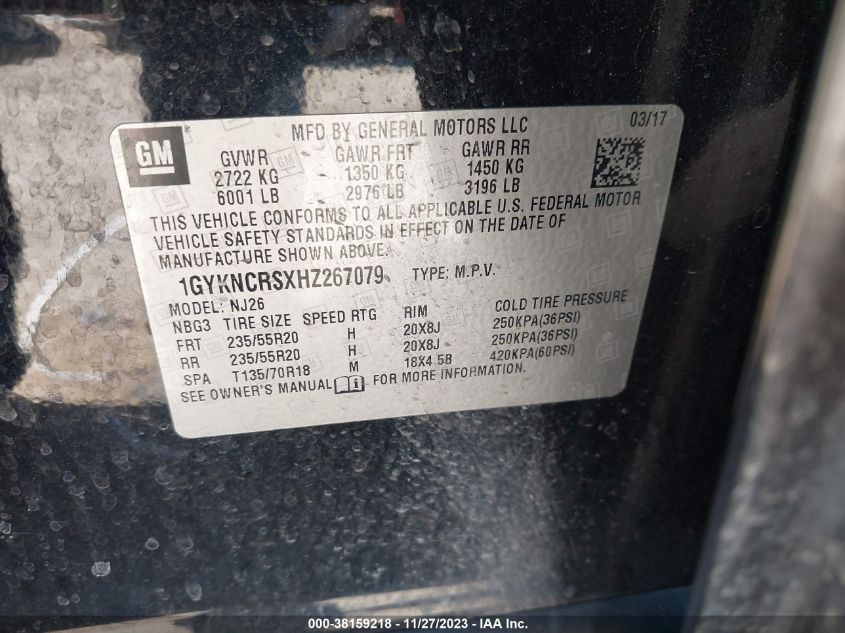 GM
MFD BY GENERAL MOTORS LLC 03/17
GVWR GAWR FRT GAWR RR
2722 KG 1350 KG 1450 KG
6001 LB 2976 LB 3196 LB
THIS VEHICLE CONFORMS TO ALL APPLICABLE U.S. FEDERAL MOTOR
VEHICLE SAFETY STANDARDS IN EFFECT ON THE DATE OF
MANUFACTURE SHOWN ABOVE.
1GYKNCRSXHZ267079 TYPE: M.P.V.
MODEL: NJ26
NBG3 TIRE SIZE SPEED RTG RIM COLD TIRE PRESSURE
FRT 235/55R20 H 20X8J 250KPA(36PSI)
RR 235/55R20 H 20X8J 250KPA(36PSI)
SPA T135/70R18 M 18X4.5B 420KPA(60PSI)
SEE OWNER'S MANUAL FOR MORE INFORMATION.
000-38159218 - 11/27/2023 - IAA Inc.